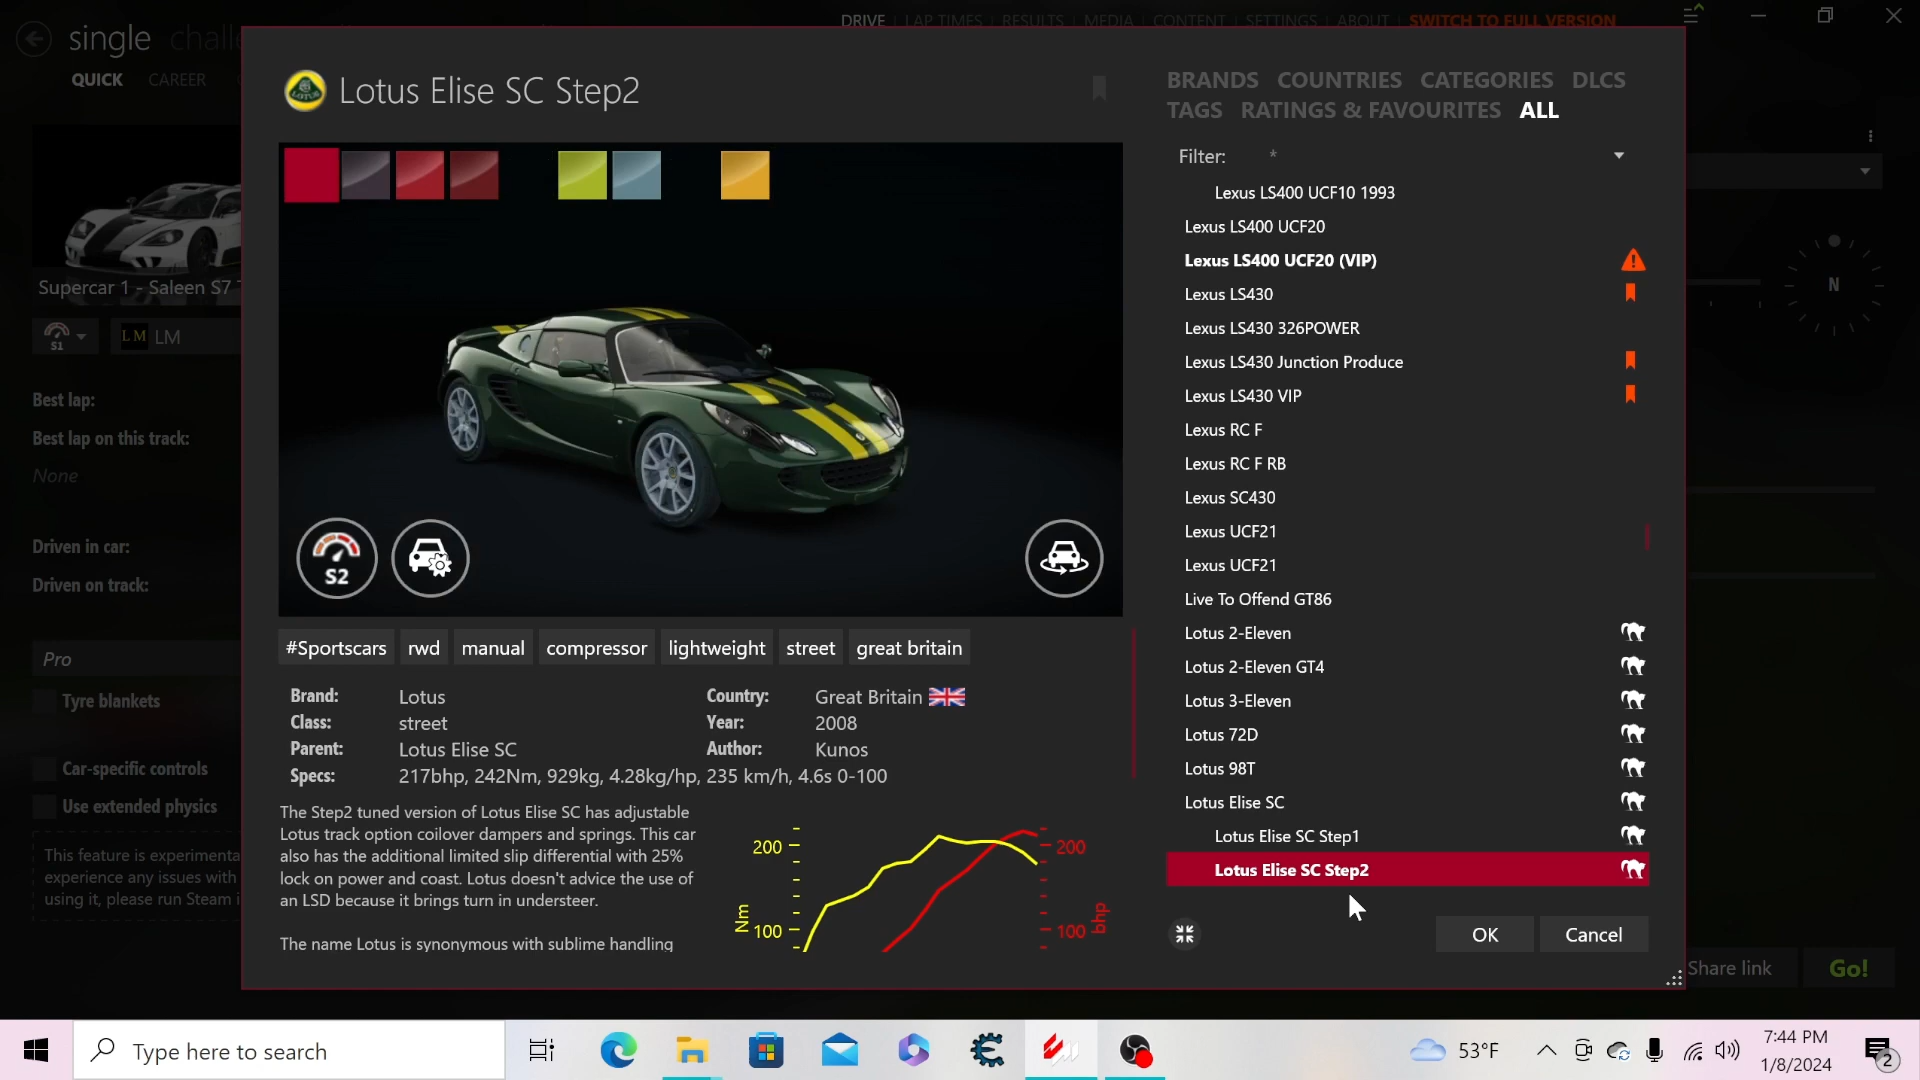 single challe
DRIVE | LAP TIMES | RESULTS | MEDIA | CONTENT | SETTINGS | ABOUT | SWITCH TO FULL VERSION
QUICK CAREER
Supercar 1 - Saleen S7
S1
LM LM
Best lap:
Best lap on this track:
None
Driven in car:
Driven on track:
Pro
Tyre blankets
Car-specific controls
Use extended physics
This feature is experimenta
experience any issues with
using it, please run Steam i
Lotus Elise SC Step2
S2
#Sportscars rwd manual compressor lightweight street great britain
Brand: Lotus Country: Great Britain
Class: street Year: 2008
Parent: Lotus Elise SC Author: Kunos
Specs: 217bhp, 242Nm, 929kg, 4.28kg/hp, 235 km/h, 4.6s 0-100
The Step2 tuned version of Lotus Elise SC has adjustable
Lotus track option coilover dampers and springs. This car
also has the additional limited slip differential with 25%
lock on power and coast. Lotus doesn't advice the use of
an LSD because it brings turn in understeer.
The name Lotus is synonymous with sublime handling
200
100
Nm
200
100
bhp
BRANDS COUNTRIES CATEGORIES DLCS
TAGS RATINGS & FAVOURITES ALL
Filter: *
Lexus LS400 UCF10 1993
Lexus LS400 UCF20
Lexus LS400 UCF20 (VIP)
Lexus LS430
Lexus LS430 326POWER
Lexus LS430 Junction Produce
Lexus LS430 VIP
Lexus RC F
Lexus RC F RB
Lexus SC430
Lexus UCF21
Lexus UCF21
Live To Offend GT86
Lotus 2-Eleven
Lotus 2-Eleven GT4
Lotus 3-Eleven
Lotus 72D
Lotus 98T
Lotus Elise SC
Lotus Elise SC Step1
Lotus Elise SC Step2
OK Cancel
N
Share link Go!
Type here to search
53°F
7:44 PM
1/8/2024
2